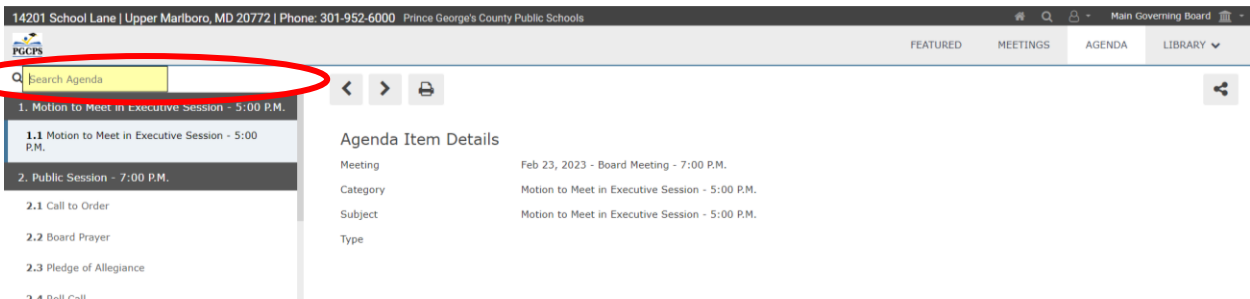 14201 School Lane | Upper Marlboro, MD 20772 | Phone: 301-952-6000 Prince George's County Public Schools
Main Governing Board
PGCPS
FEATURED MEETINGS AGENDA LIBRARY
Search Agenda
1. Motion to Meet in Executive Session - 5:00 P.M.
1.1 Motion to Meet in Executive Session - 5:00
P.M.
2. Public Session - 7:00 P.M.
2.1 Call to Order
2.2 Board Prayer
2.3 Pledge of Allegiance
2.4 Roll Call
Agenda Item Details
Meeting Feb 23, 2023 - Board Meeting - 7:00 P.M.
Category Motion to Meet in Executive Session - 5:00 P.M.
Subject Motion to Meet in Executive Session - 5:00 P.M.
Type